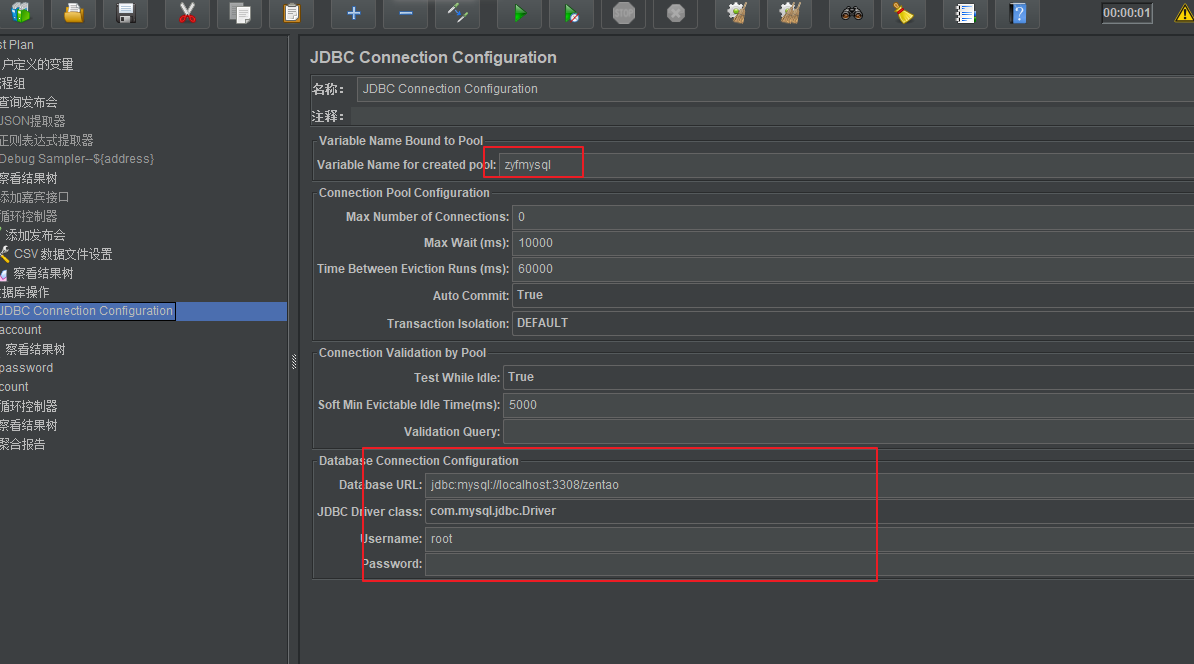 STOP
?
00:00:01
st Plan
户定义的变量
程组
查询发布会
JSON提取器
正则表达式提取器
Debug Sampler--${address}
察看结果树
添加嘉宾接口
循环控制器
添加发布会
CSV 数据文件设置
察看结果树
据库操作
JDBC Connection Configuration
account
察看结果树
password
count
循环控制器
察看结果树
聚合报告
JDBC Connection Configuration
名称： JDBC Connection Configuration
注释：
Variable Name Bound to Pool
Variable Name for created pool: zyfmysql
Connection Pool Configuration
Max Number of Connections: 0
Max Wait (ms): 10000
Time Between Eviction Runs (ms): 60000
Auto Commit: True
Transaction Isolation: DEFAULT
Connection Validation by Pool
Test While Idle: True
Soft Min Evictable Idle Time(ms): 5000
Validation Query:
Database Connection Configuration
Database URL: jdbc:mysql://localhost:3308/zentao
JDBC Driver class: com.mysql.jdbc.Driver
Username: root
Password: